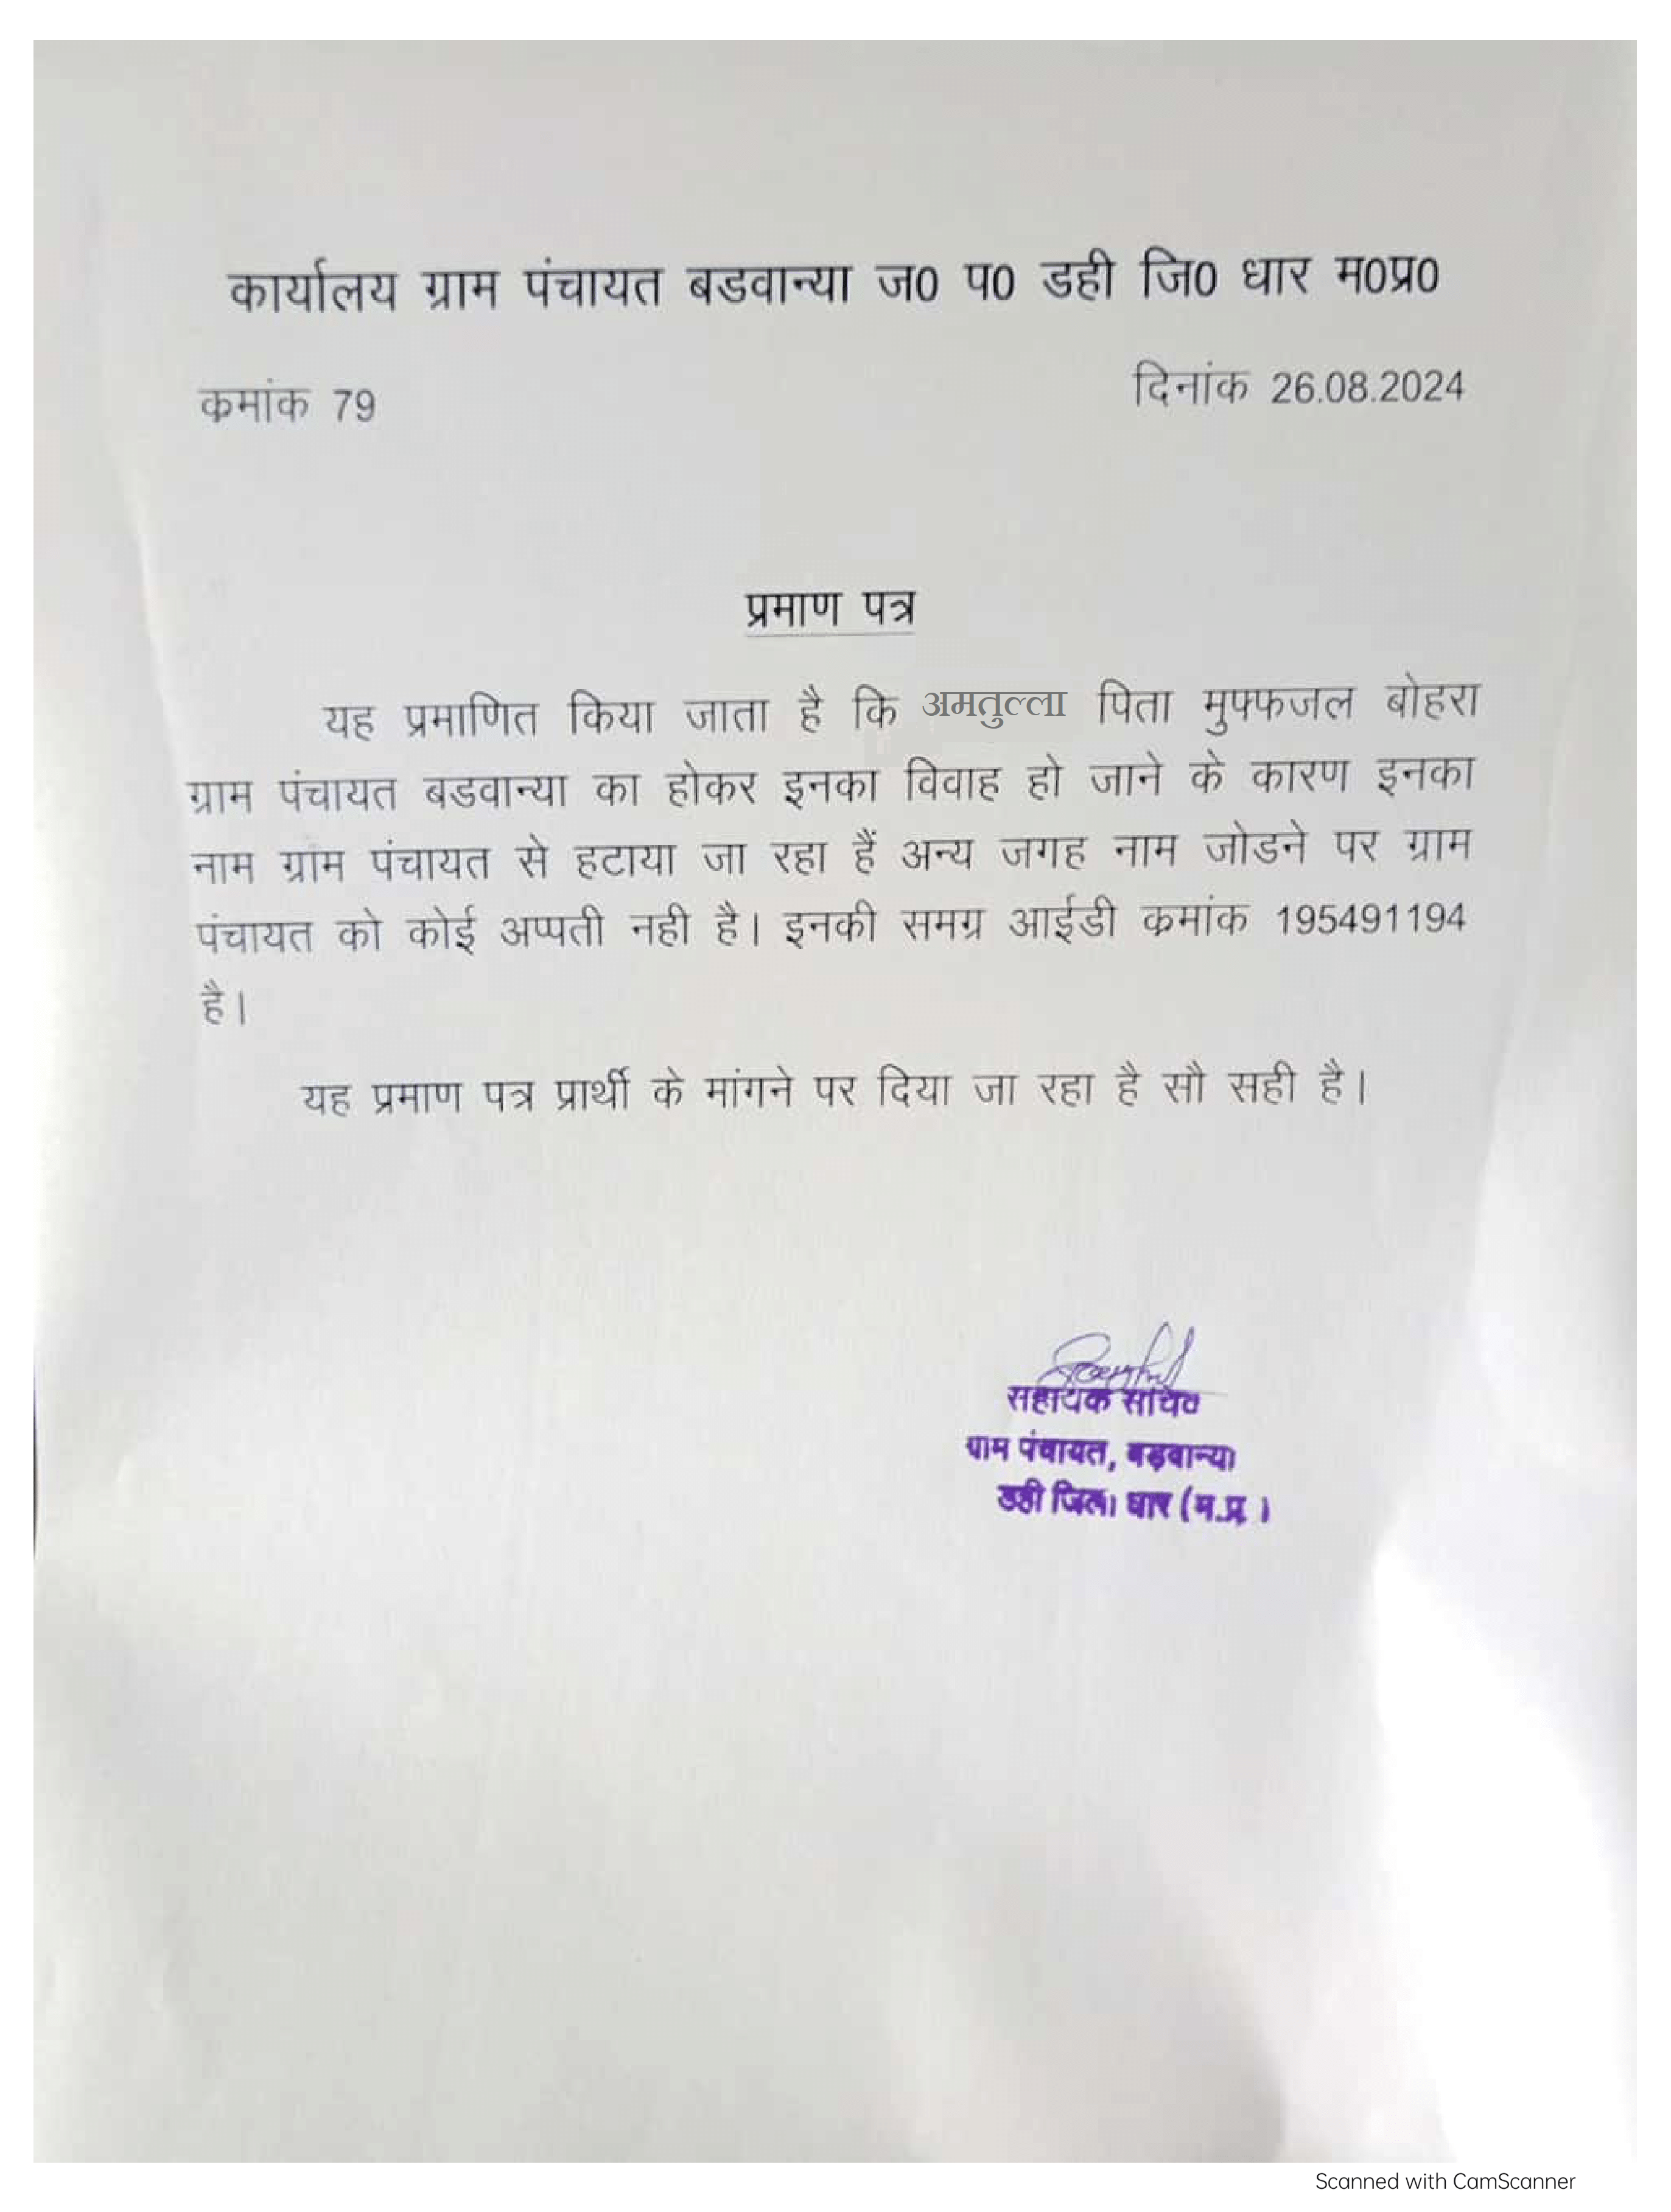 कार्यालय ग्राम पंचायत बडवान्या ज0 प0 डही जि0 धार म0प्र0
कमांक 79 दिनांक 26.08.2024
प्रमाण पत्र
यह प्रमाणित किया जाता है कि अमतुल्ला पिता मुफ्फजल बोहरा
ग्राम पंचायत बडवान्या का होकर इनका विवाह हो जाने के कारण इनका
नाम ग्राम पंचायत से हटाया जा रहा हैं अन्य जगह नाम जोडने पर ग्राम
पंचायत को कोई अप्पती नही है। इनकी समग्र आईडी कमांक 195491194
है।
यह प्रमाण पत्र प्रार्थी के मांगने पर दिया जा रहा है सौ सही है।
सहायक सचिव
ग्राम पंचायत, बड़वान्या
डही जिला धार (म.प्र.)
Scanned with CamScanner